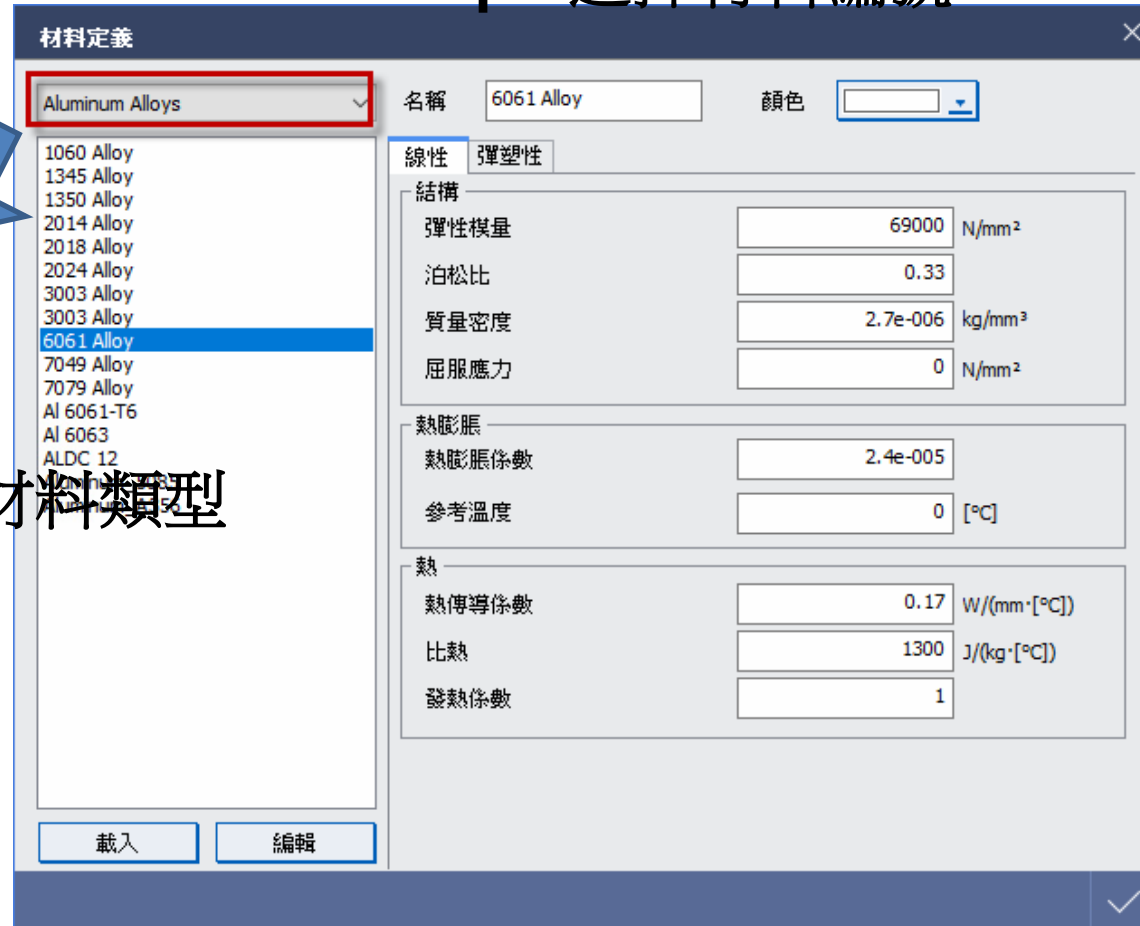 選擇材料編號
材料定義
Aluminum Alloys
1060 Alloy
1345 Alloy
1350 Alloy
2014 Alloy
2018 Alloy
2024 Alloy
3003 Alloy
3003 Alloy
6061 Alloy
7049 Alloy
7079 Alloy
Al 6061-T6
Al 6063
ALDC 12
材料類型
載入
編輯
名稱 6061 Alloy 顏色
線性 彈塑性
結構
彈性模量 69000 N/mm²
泊松比 0.33
質量密度 2.7e-006 kg/mm³
屈服應力 0 N/mm²
熱膨脹
熱膨脹係數 2.4e-005
參考溫度 0 [°C]
熱
熱傳導係數 0.17 W/(mm·[°C])
比熱 1300 J/(kg·[°C])
發熱係數 1